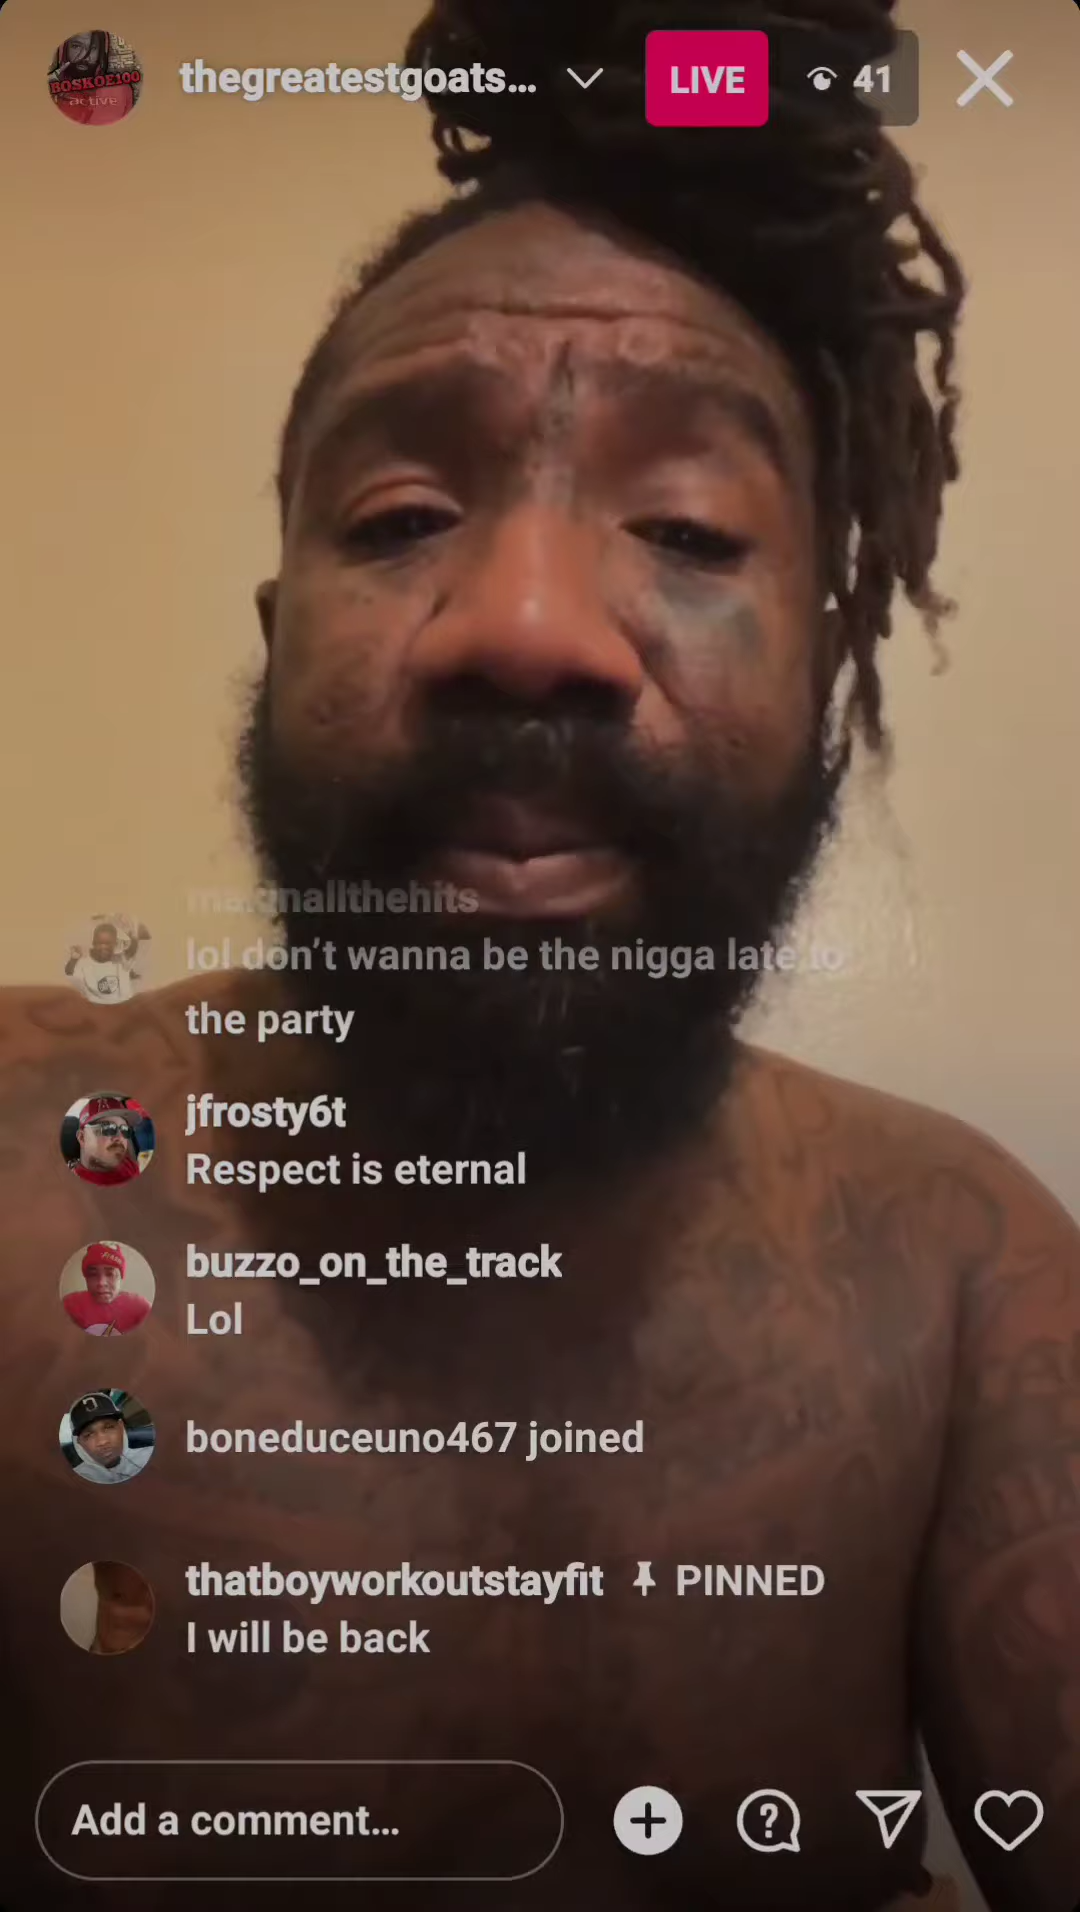 BOSKOE100
active
thegreatestgoats...
LIVE
41
makinallthehits
lol don’t wanna be the nigga late to
the party
jfrosty6t
Respect is eternal
buzzo_on_the_track
Lol
boneduceuno467 joined
thatboyworkoutstayfit PINNED
I will be back
Add a comment...